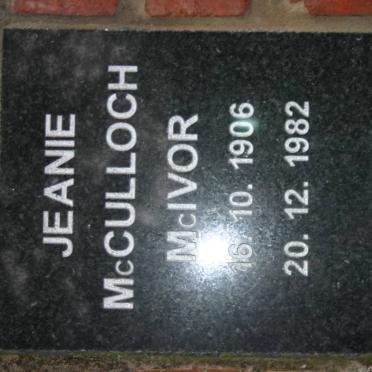 JEANIE
McCULLOCH
McIVOR
16. 10. 1906
20. 12. 1982